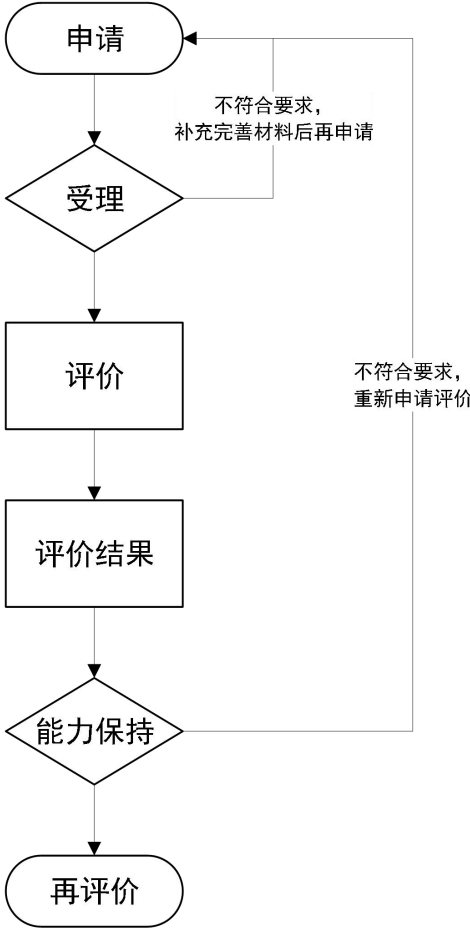 申请
不符合要求，
补充完善材料后再申请
受理
评价
不符合要求，
重新申请评价
评价结果
能力保持
再评价